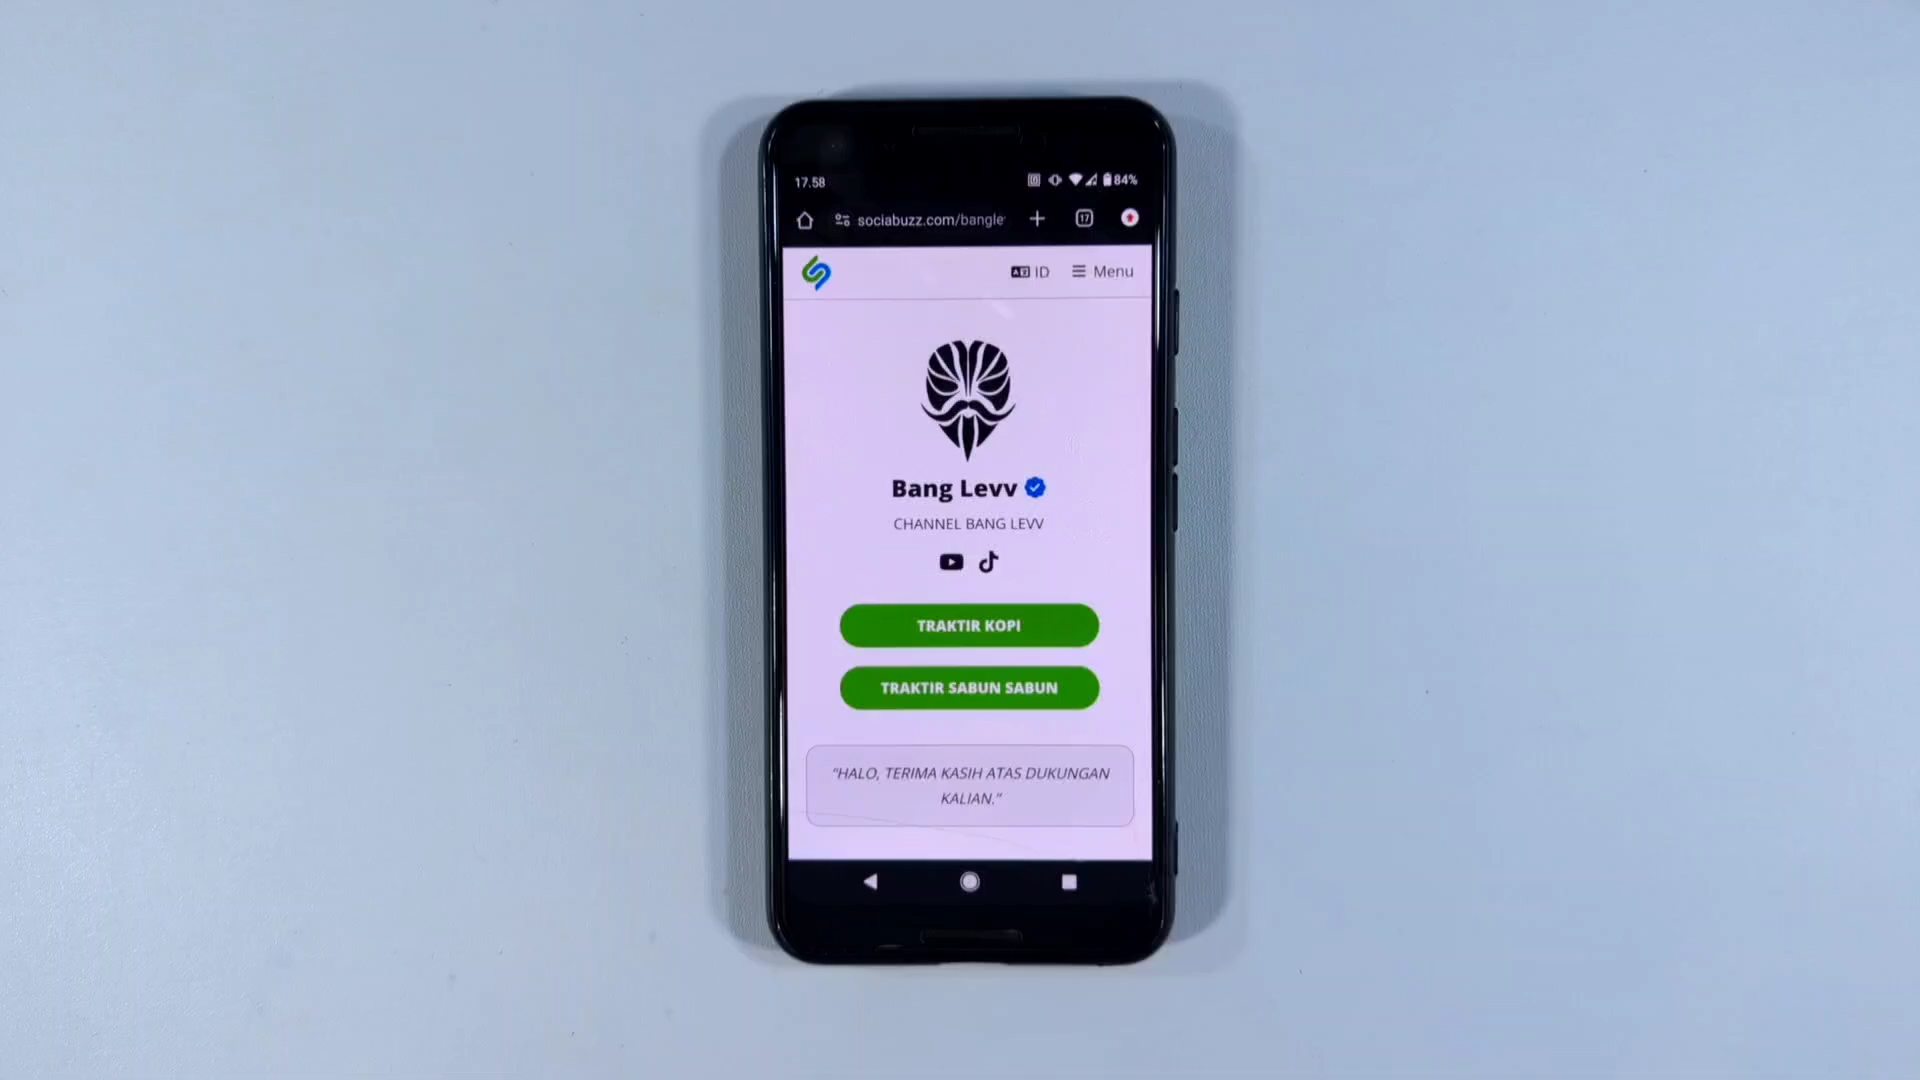 17.58
84%
sociabuzz.com/bangle
17
ID
Menu
Bang Levv
CHANNEL BANG LEVV
TRAKTIR KOPI
TRAKTIR SABUN SABUN
“HALO, TERIMA KASIH ATAS DUKUNGAN
KALIAN.”